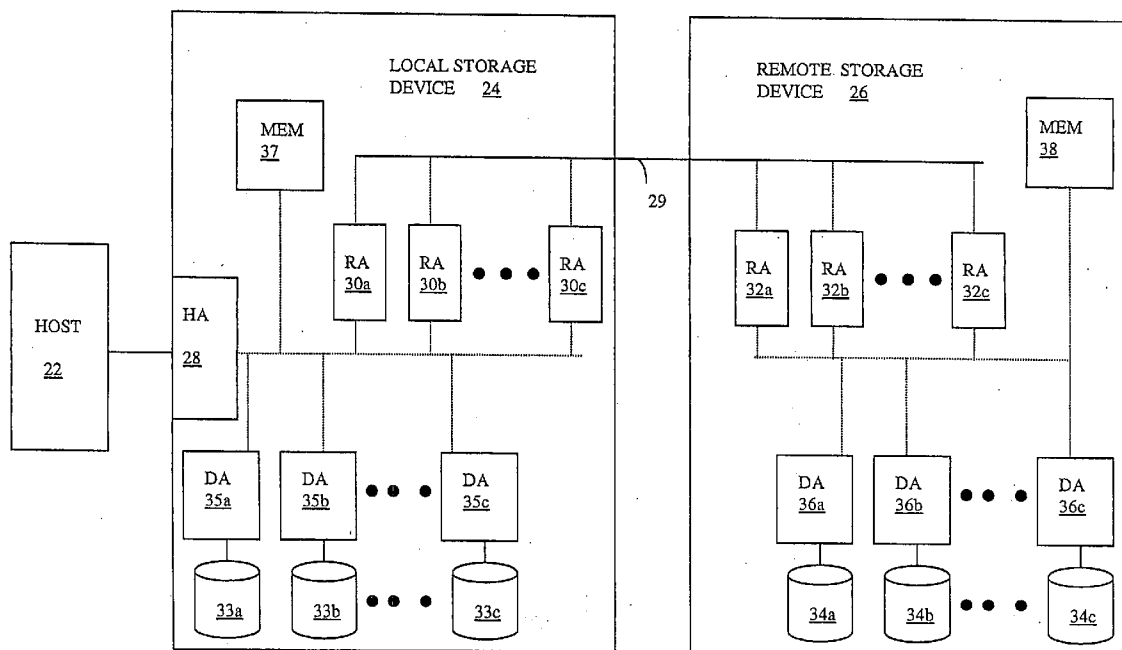 LOCAL STORAGE
DEVICE 24
REMOTE STORAGE
DEVICE 26
MEM
37
MEM
38
29
RA
30a
RA
30b
RA
30c
RA
32a
RA
32b
RA
32c
HOST
22
HA
28
DA
35a
DA
35b
DA
35c
DA
36a
DA
36b
DA
36c
33a
33b
33c
34a
34b
34c